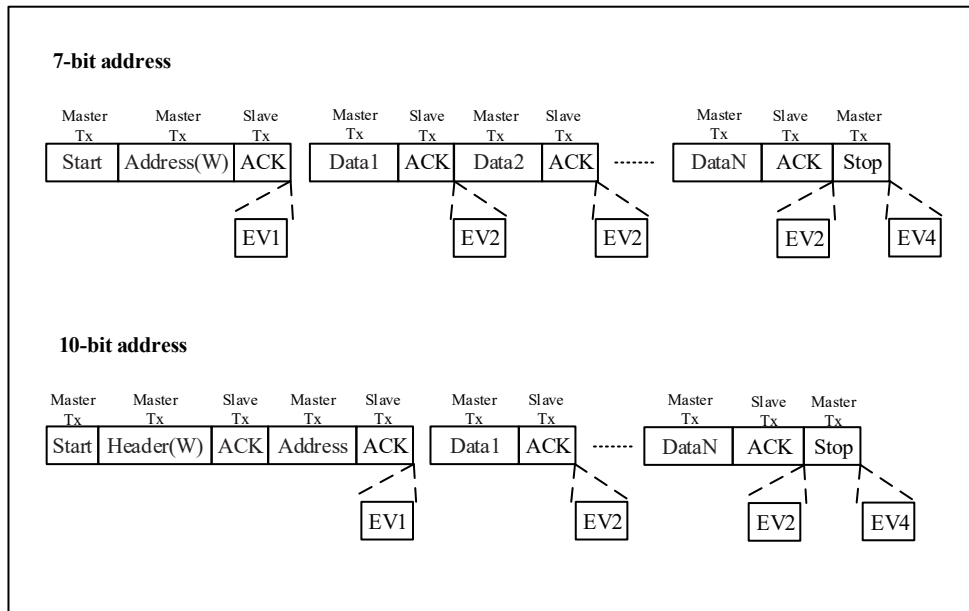 7-bit address
Master Master Slave Master Slave Master Slave Master Slave Master
Tx Tx Tx Tx Tx Tx Tx Tx Tx Tx
Start Address(W) ACK Data1 ACK Data2 ACK DataN ACK Stop
EV1 EV2 EV2 EV2 EV4
10-bit address
Master Master Slave Master Slave Master Slave Master Slave Master
Tx Tx Tx Tx Tx Tx Tx Tx Tx Tx
Start Header(W) ACK Address ACK Data1 ACK DataN ACK Stop
EV1 EV2 EV2 EV4